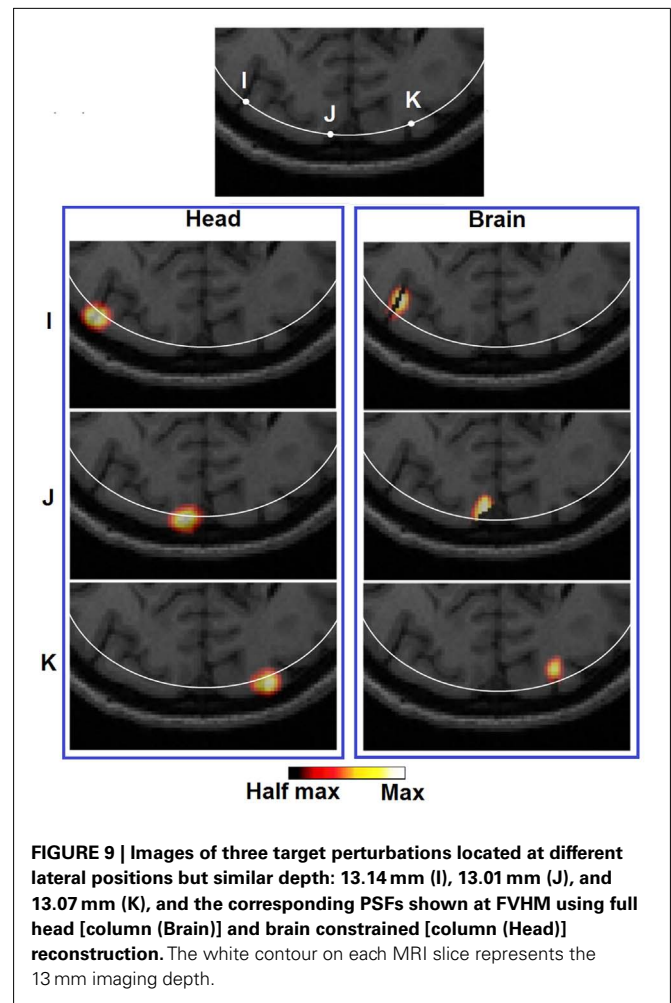 I
J
K
Head
Brain
I
J
K
Half max
Max
FIGURE 9 | Images of three target perturbations located at different
lateral positions but similar depth: 13.14 mm (I), 13.01 mm (J), and
13.07 mm (K), and the corresponding PSFs shown at FVHM using full
head [column (Brain)] and brain constrained [column (Head)]
reconstruction. The white contour on each MRI slice represents the
13 mm imaging depth.